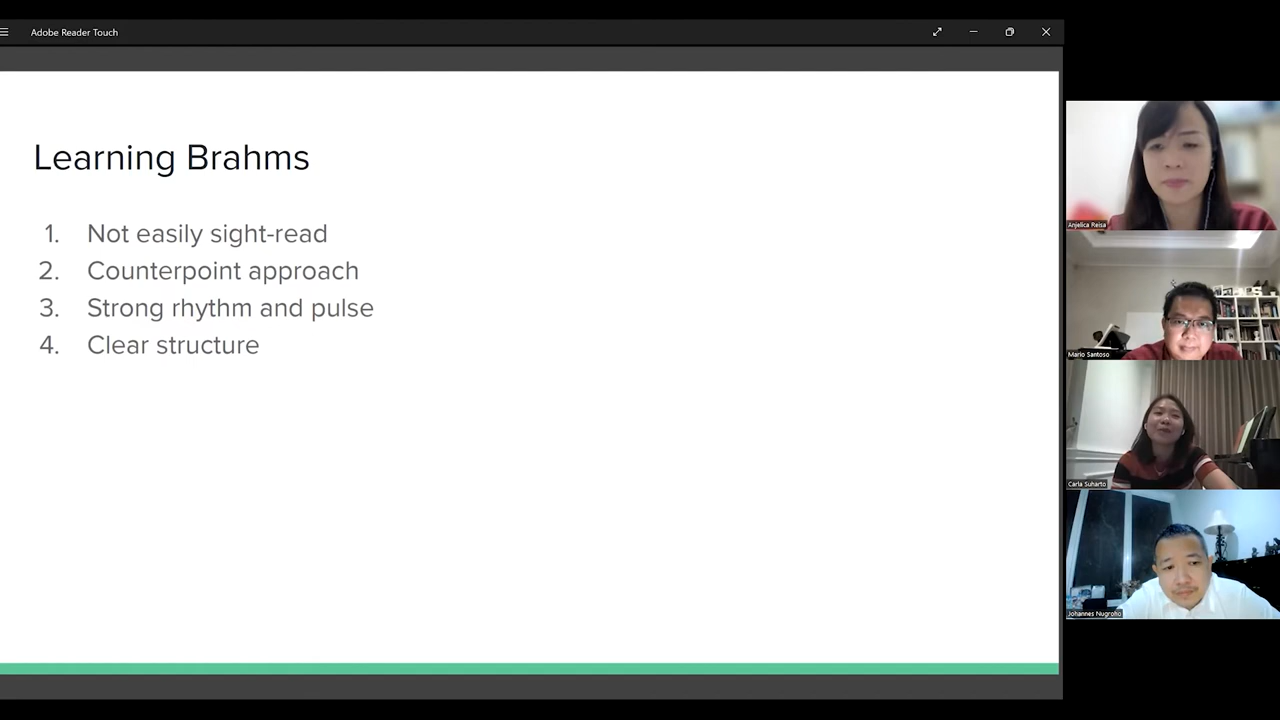 Adobe Reader Touch
Learning Brahms
1. Not easily sight-read
2. Counterpoint approach
3. Strong rhythm and pulse
4. Clear structure
Anjelica Reisa
Mario Santoso
Carla Suharto
Johannes Nugroho